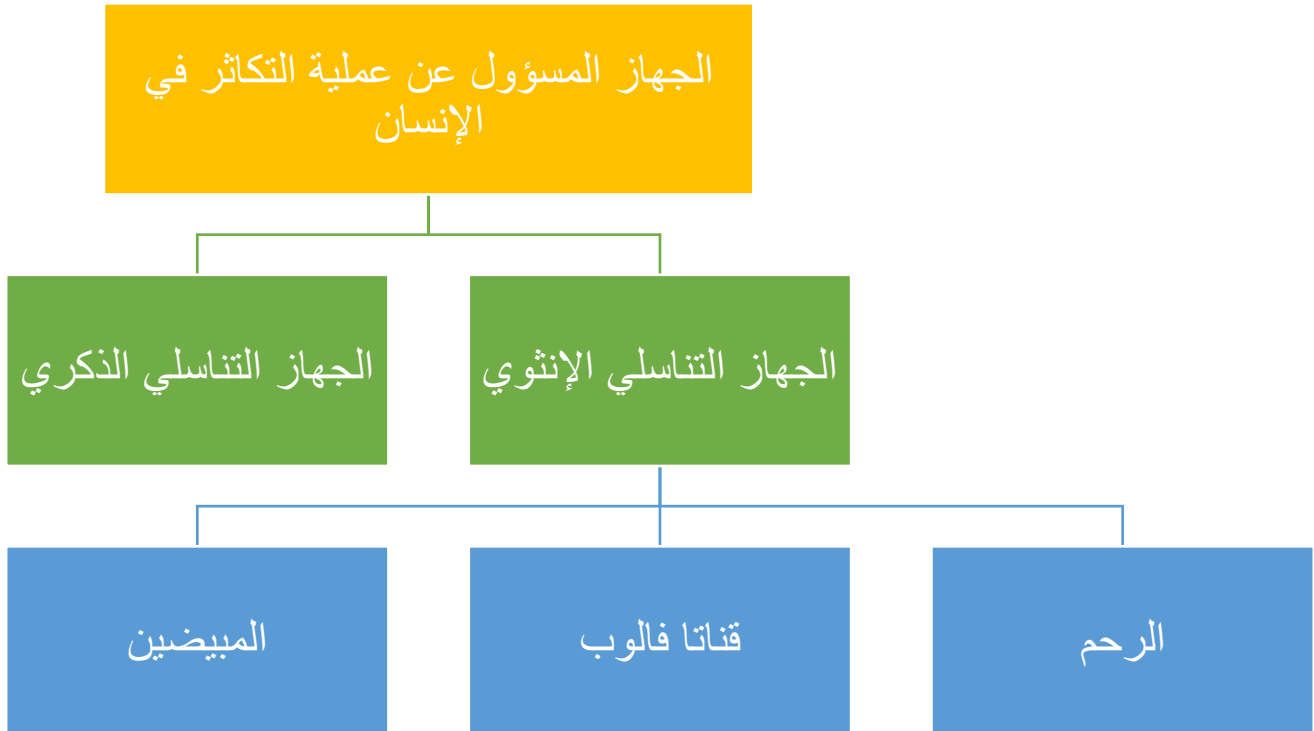 الجهاز المسؤول عن عملية التكاثر في
الإنسان
الجهاز التناسلي الإنثوي
الجهاز التناسلي الذكري
الرحم
قناتا فالوب
المبيضين